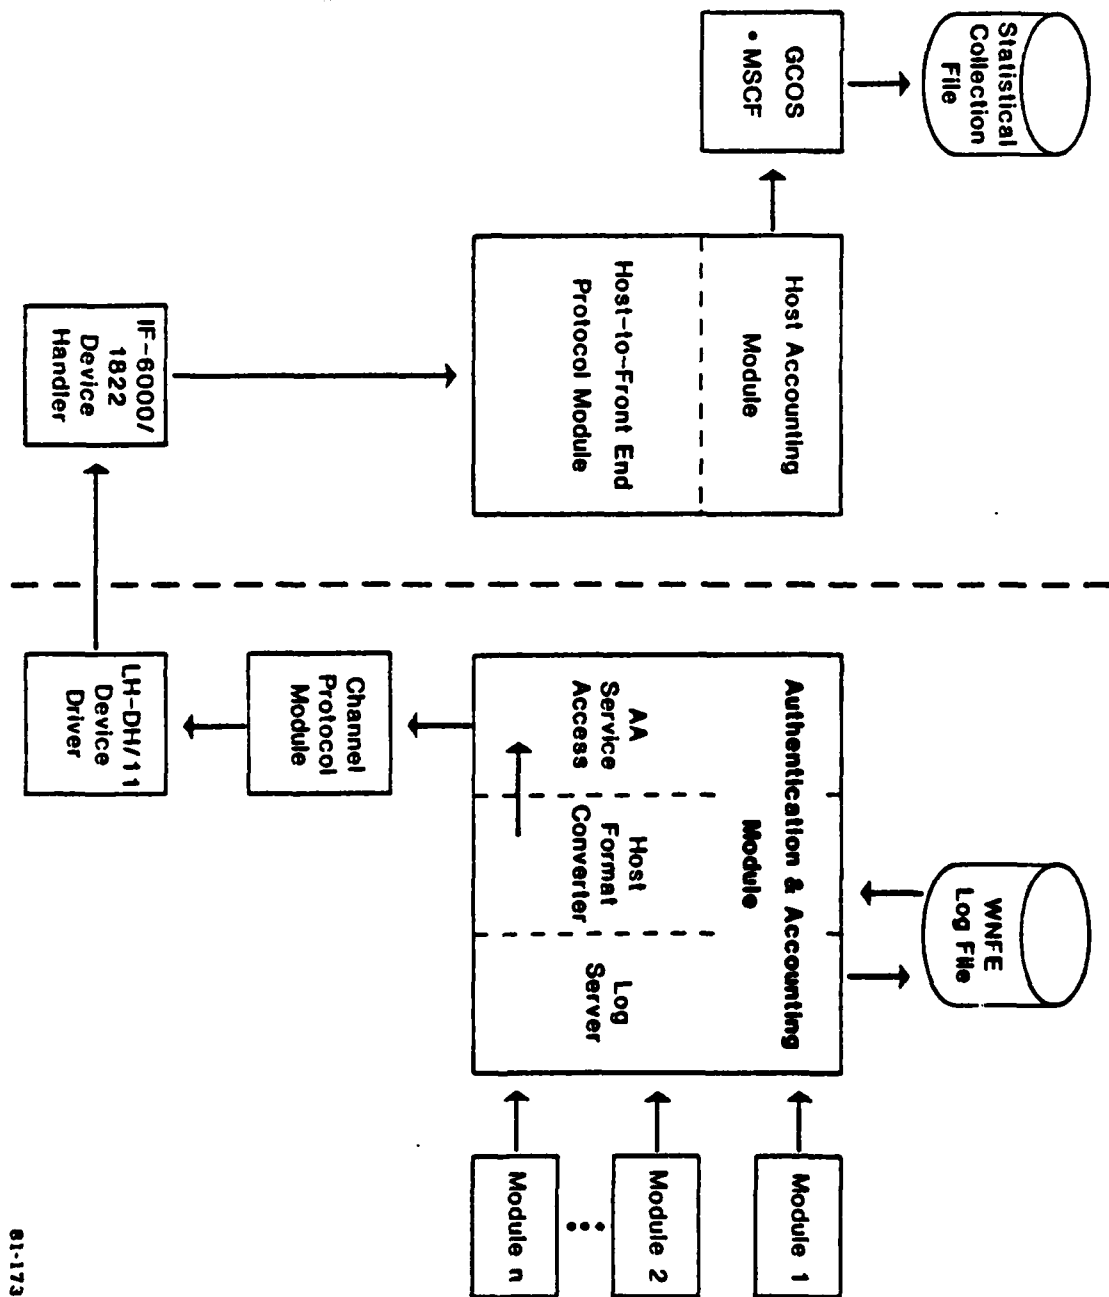 Statistical
Collection
File
GCOS
• MSCF
Host Accounting
Module
Host-to-Front End
Protocol Module
IF-6000/
1822
Device
Handler
WNFE
Log File
Authentication & Accounting
Module
AA
Service
Access
Host
Format
Converter
Log
Server
Channel
Protocol
Module
LH-DH/11
Device
Driver
Module 1
Module 2
Module n
81-173